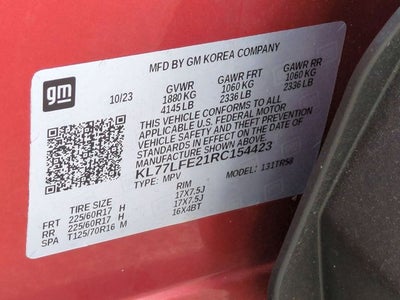 gm
MFD BY GM KOREA COMPANY
10/23 GVWR GAWR FRT GAWR RR
1880 KG 1060 KG 1060 KG
4145 LB 2336 LB 2336 LB
THIS VEHICLE CONFORMS TO ALL
APPLICABLE U.S. FEDERAL MOTOR
VEHICLE SAFETY AND THEFT PREVENTION
STANDARDS IN EFFECT ON THE DATE OF
MANUFACTURE SHOWN ABOVE.
KL77LFE21RC154423
TYPE: MPV MODEL: 131TR58
TIRE SIZE RIM
FRT 225/60R17 H 17X7.5J
RR 225/60R17 H 17X7.5J
SPA T125/70R16 M 16X4BT